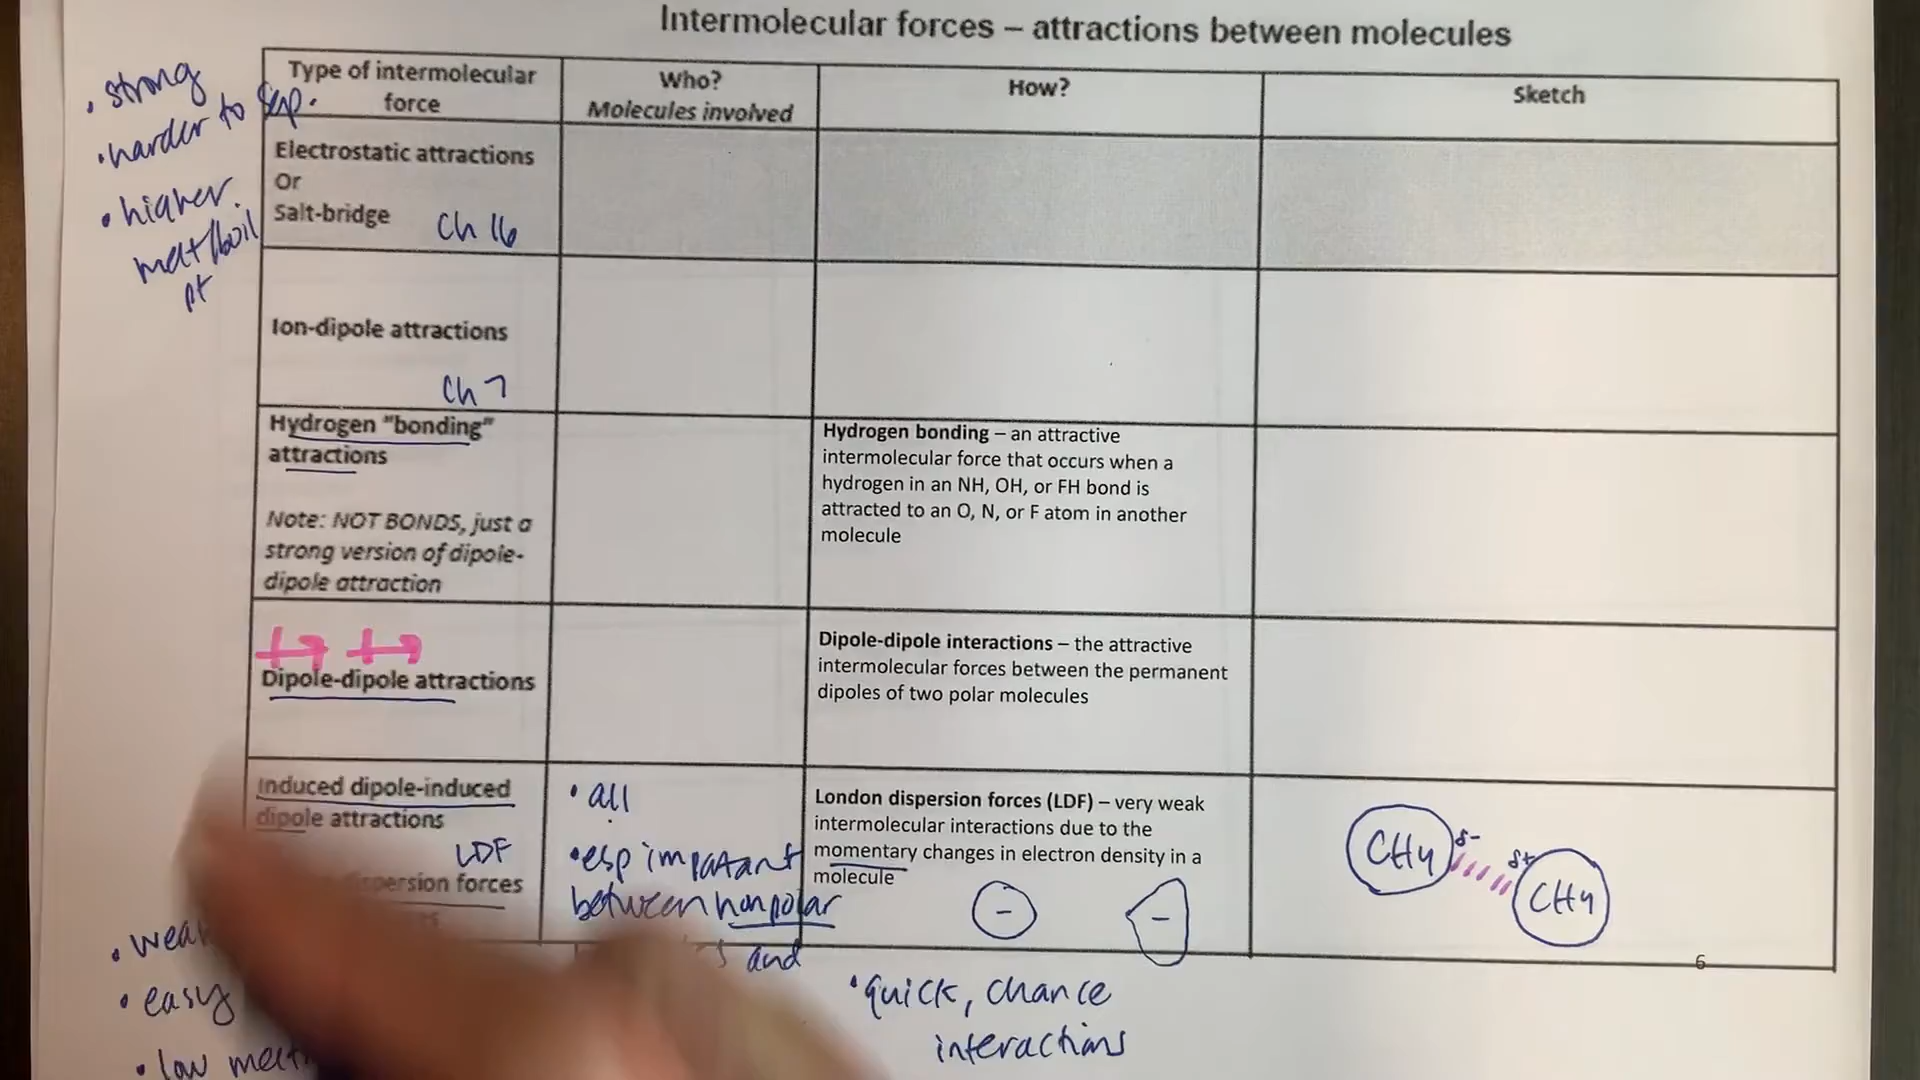 Intermolecular forces – attractions between molecules
• strong
• harder to sep.
• higher
melt/boil
pt
Type of intermolecular
force
Who?
Molecules involved
How?
Sketch
Electrostatic attractions
Or
Salt-bridge
Ch 16
Ion-dipole attractions
Ch 7
Hydrogen "bonding"
attractions
Note: NOT BONDS, just a
strong version of dipole-
dipole attraction
Hydrogen bonding – an attractive
intermolecular force that occurs when a
hydrogen in an NH, OH, or FH bond is
attracted to an O, N, or F atom in another
molecule
Dipole-dipole attractions
Dipole-dipole interactions – the attractive
intermolecular forces between the permanent
dipoles of two polar molecules
Induced dipole-induced
dipole attractions
LDF
forces
• all
• esp important
between nonpolar
and
London dispersion forces (LDF) – very weak
intermolecular interactions due to the
momentary changes in electron density in a
molecule
- -
• quick, chance
interactions
CH4 δ- δ+ CH4
6
• weak
• easy
• low